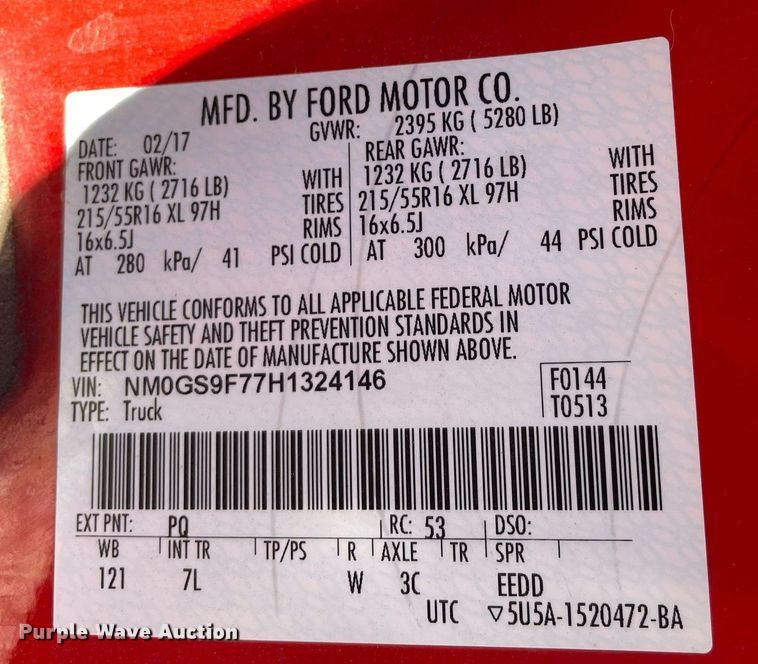 MFD. BY FORD MOTOR CO.
DATE: 02/17 GVWR: 2395 KG ( 5280 LB)
FRONT GAWR: REAR GAWR:
1232 KG ( 2716 LB) WITH 1232 KG ( 2716 LB) WITH
215/55R16 XL 97H TIRES 215/55R16 XL 97H TIRES
16x6.5J RIMS 16x6.5J RIMS
AT 280 kPa/ 41 PSI COLD AT 300 kPa/ 44 PSI COLD
THIS VEHICLE CONFORMS TO ALL APPLICABLE FEDERAL MOTOR
VEHICLE SAFETY AND THEFT PREVENTION STANDARDS IN
EFFECT ON THE DATE OF MANUFACTURE SHOWN ABOVE.
VIN: NM0GS9F77H1324146 F0144
TYPE: Truck T0513
EXT PNT: PQ RC: 53 DSO:
WB INT TR TP/PS R AXLE TR SPR
121 7L W 3C EEDD
UTC ▽5U5A-1520472-BA
Purple Wave Auction